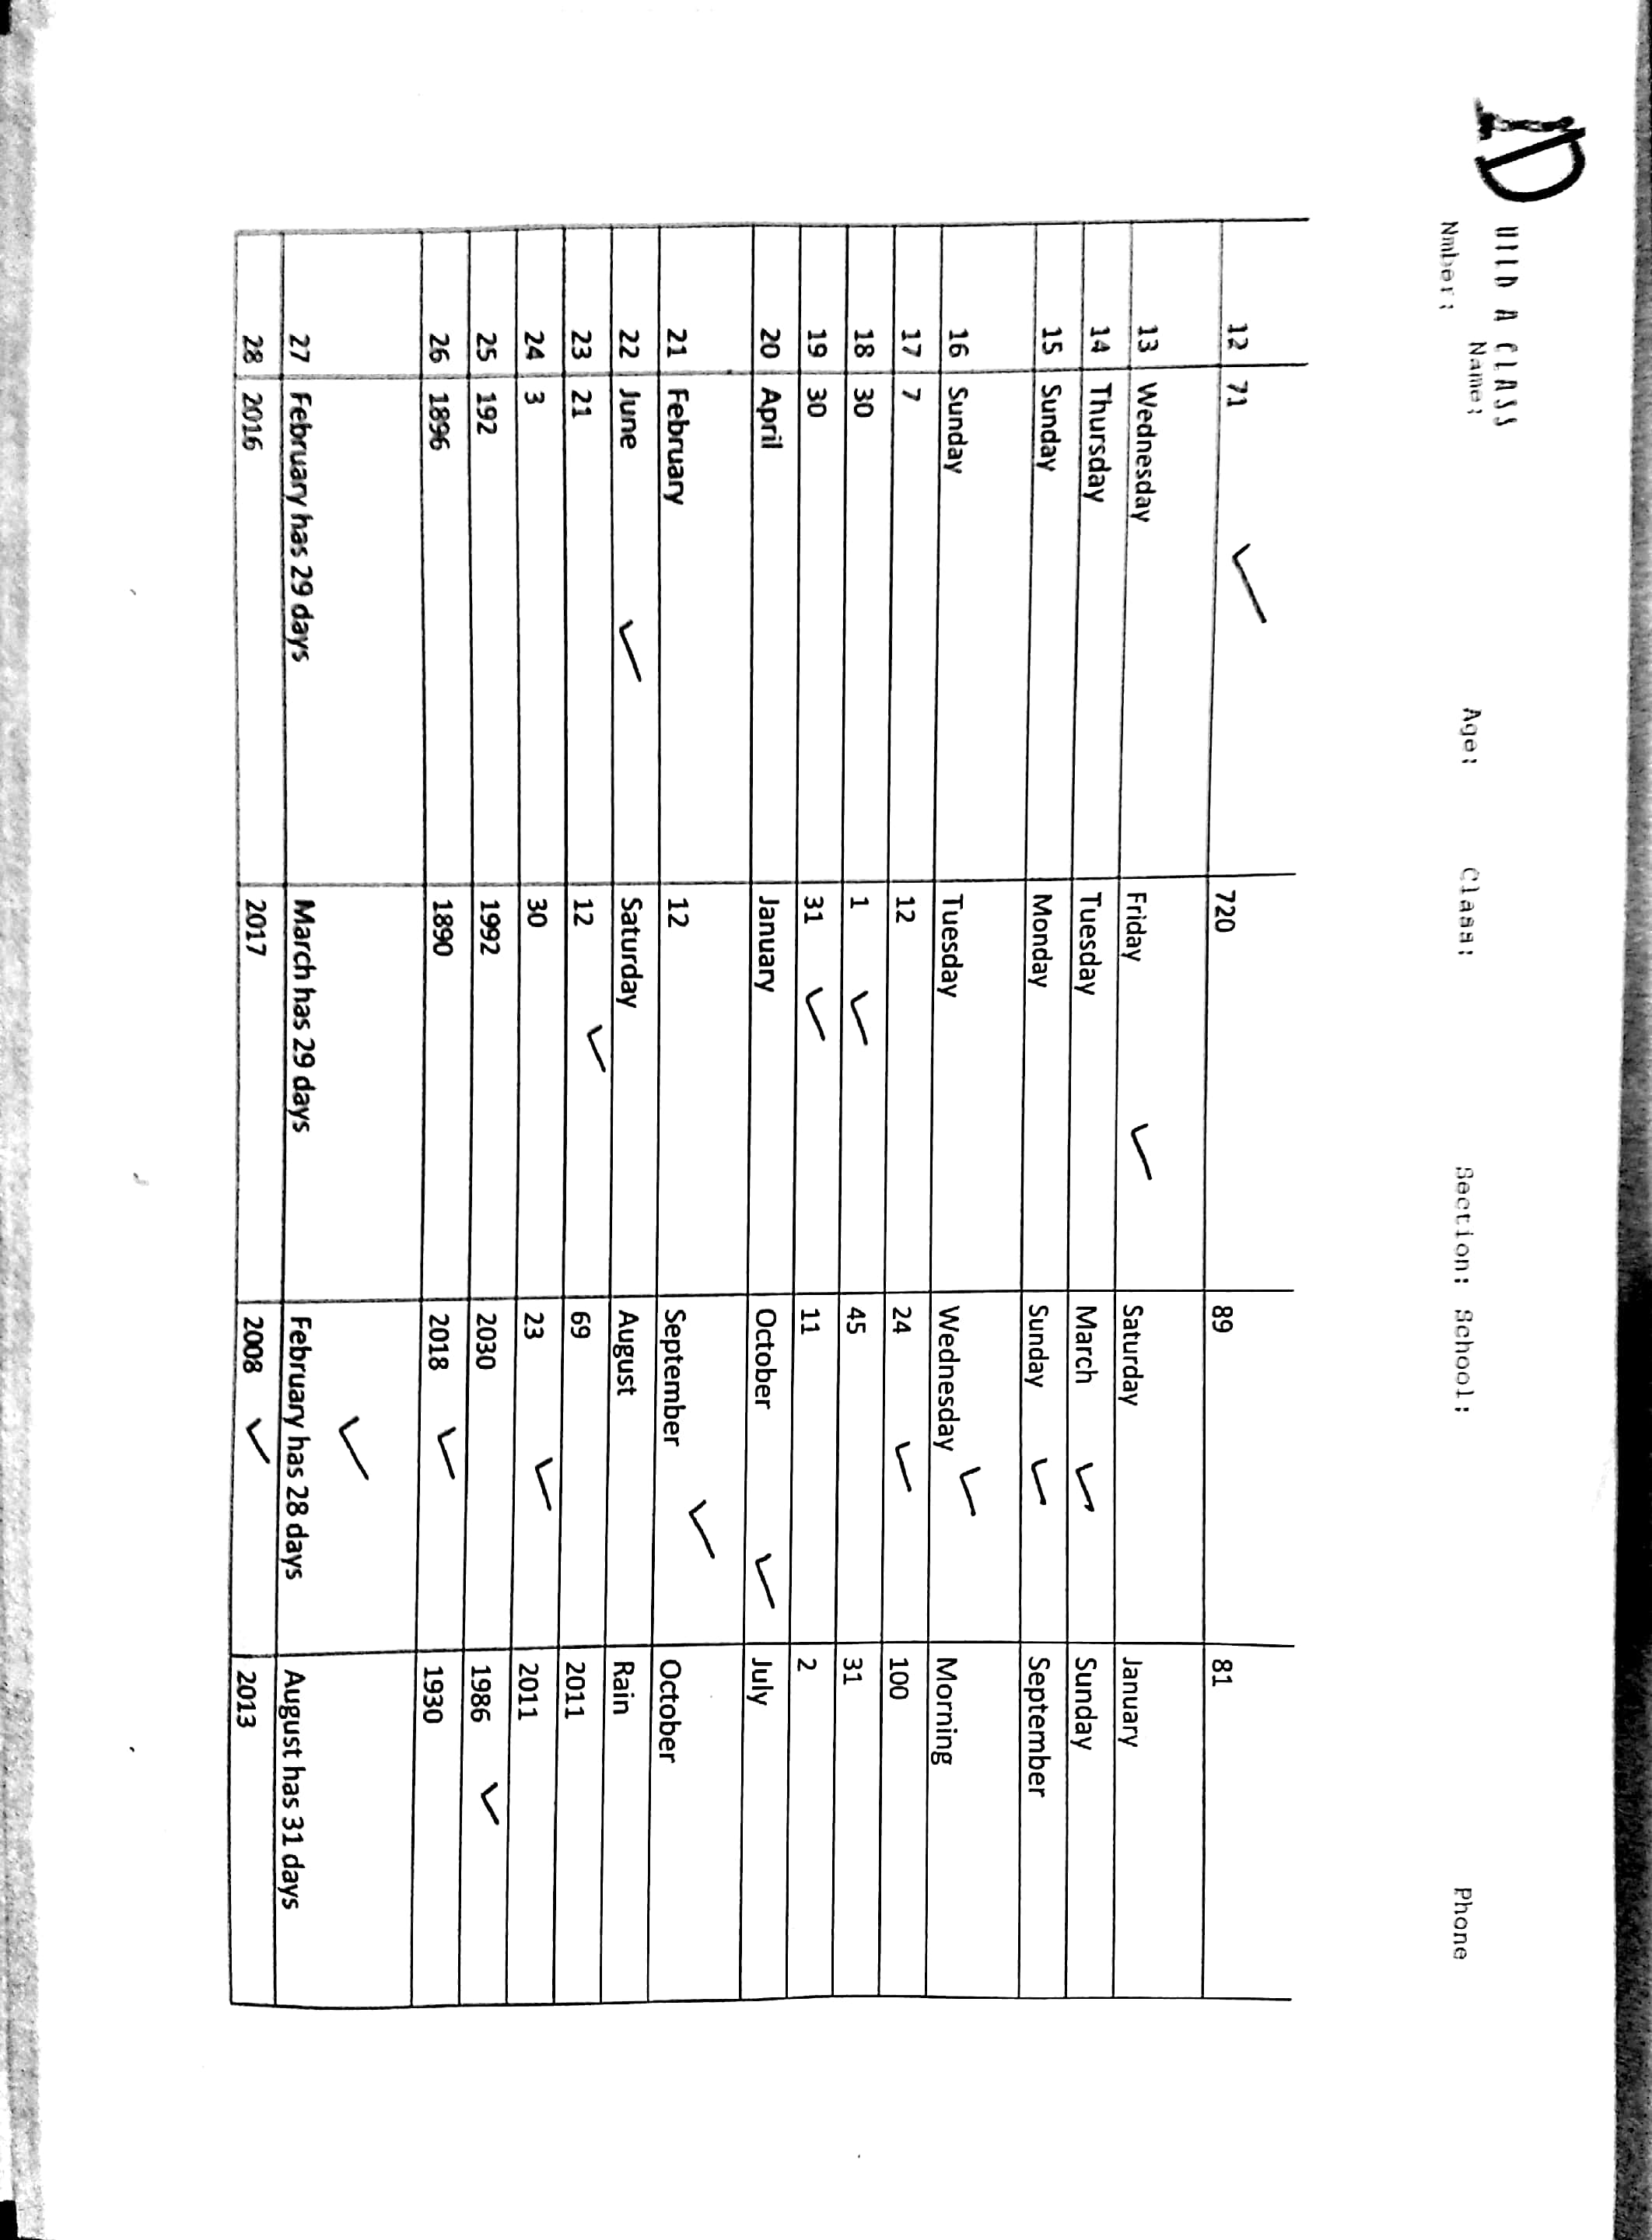 UILD A CLASS
Name: Age: Class: Section: School: Phone
Nmber:
12 71 ✓ 720 89 81
13 Wednesday Friday ✓ Saturday January
14 Thursday Tuesday March ✓ Sunday
15 Sunday Monday Sunday ✓ September
16 Sunday Tuesday Wednesday ✓ Morning
17 7 12 24 ✓ 100
18 30 1 ✓ 45 31
19 30 31 ✓ 11 2
20 April January October ✓ July
21 February 12 September ✓ October
22 June ✓ Saturday August Rain
23 21 12 ✓ 69 2011
24 3 30 23 ✓ 2011
25 192 1992 2030 1986 ✓
26 1896 1890 2018 ✓ 1930
27 February has 29 days March has 29 days February has 28 days ✓ August has 31 days
28 2016 2017 2008 ✓ 2013